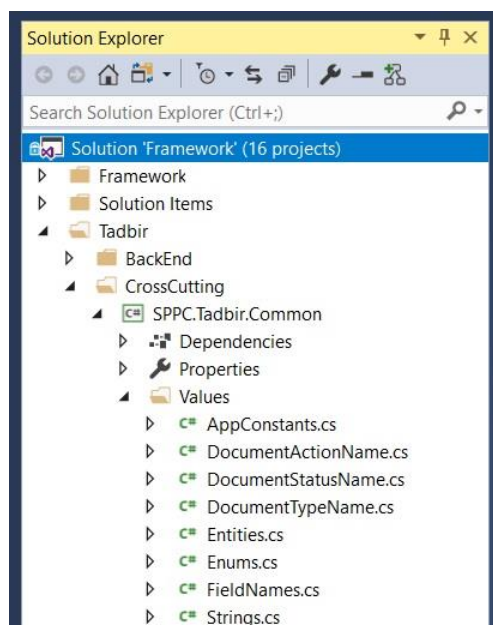 Solution Explorer
Search Solution Explorer (Ctrl+;)
Solution 'Framework' (16 projects)
Framework
Solution Items
Tadbir
BackEnd
CrossCutting
C# SPPC.Tadbir.Common
Dependencies
Properties
Values
C# AppConstants.cs
C# DocumentActionName.cs
C# DocumentStatusName.cs
C# DocumentTypeName.cs
C# Entities.cs
C# Enums.cs
C# FieldNames.cs
C# Strings.cs